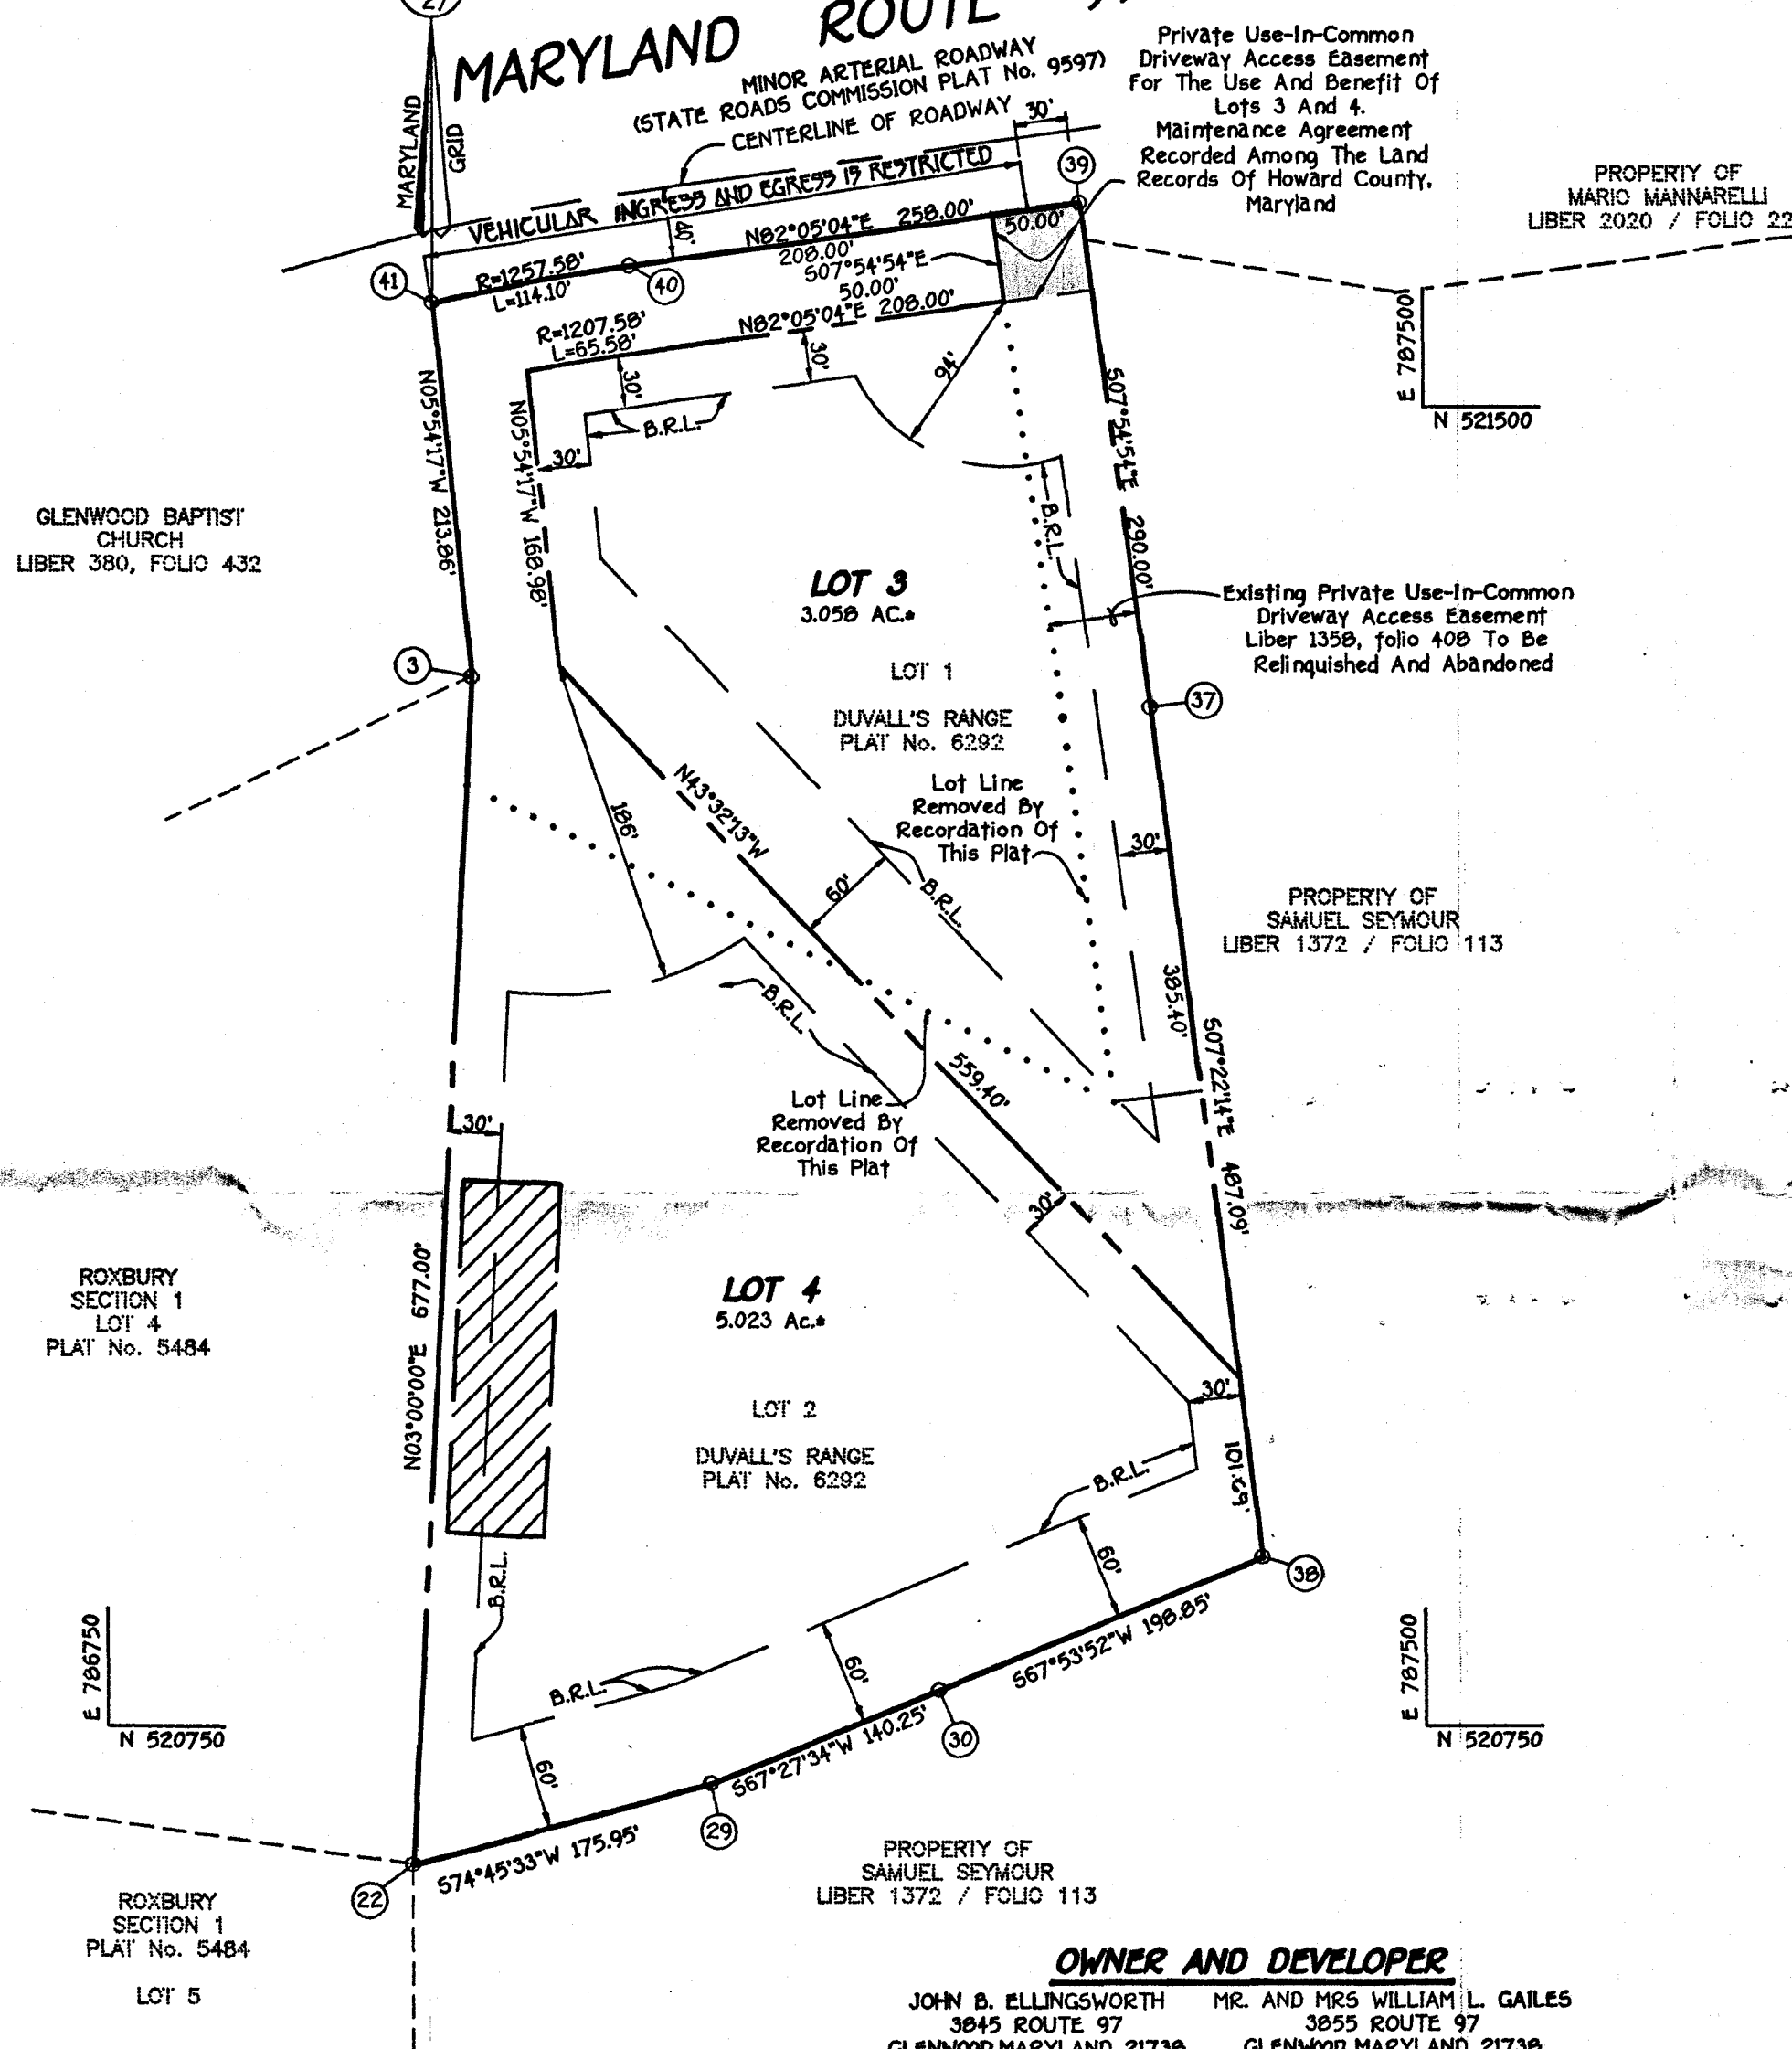 27
MARYLAND ROUTE
MINOR ARTERIAL ROADWAY
(STATE ROADS COMMISSION PLAT No. 9597)
CENTERLINE OF ROADWAY
30'
Private Use-In-Common
Driveway Access Easement
For The Use And Benefit Of
Lots 3 And 4.
Maintenance Agreement
Recorded Among The Land
Records Of Howard County,
Maryland
PROPERTY OF
MARIO MANNARELLI
LIBER 2020 / FOLIO 22
MARYLAND
GRID
VEHICULAR INGRESS AND EGRESS IS RESTRICTED
39
40'
N82°05'04"E 258.00'
50.00'
208.00'
S07°54'54"E
50.00'
41
R=1257.58'
L=114.10'
40
N82°05'04"E 208.00'
R=1207.58'
L=65.58'
30'
30'
94'
E 787500
N 521500
N05°54'17"W 213.86'
N05°54'17"W 168.98'
B.R.L.
30'
B.R.L.
S07°54'54"E 290.00'
GLENWOOD BAPTIST
CHURCH
LIBER 380, FOLIO 432
LOT 3
3.058 AC.*
LOT 1
DUVALL'S RANGE
PLAT No. 6292
Existing Private Use-In-Common
Driveway Access Easement
Liber 1358, folio 408 To Be
Relinquished And Abandoned
3
37
N43°32'13"W
186'
Lot Line
Removed By
Recordation Of
This Plat
30'
60'
B.R.L.
PROPERTY OF
SAMUEL SEYMOUR
LIBER 1372 / FOLIO 113
B.R.L.
385.40'
S07°22'14"E 487.09'
559.40'
Lot Line
Removed By
Recordation Of
This Plat
30'
30'
N03°00'00"E 677.00'
ROXBURY
SECTION 1
LOT 4
PLAT No. 5484
LOT 4
5.023 Ac.*
LOT 2
DUVALL'S RANGE
PLAT No. 6292
30'
101.69'
B.R.L.
60'
38
B.R.L.
E 786750
N 520750
B.R.L.
60'
S67°53'52"W 198.85'
E 787500
N 520750
60'
S67°27'34"W 140.25'
30
29
S74°45'33"W 175.95'
22
PROPERTY OF
SAMUEL SEYMOUR
LIBER 1372 / FOLIO 113
ROXBURY
SECTION 1
PLAT No. 5484
LOT 5
OWNER AND DEVELOPER
JOHN B. ELLINGSWORTH
3845 ROUTE 97
GLENWOOD MARYLAND 21738
MR. AND MRS WILLIAM L. GAILES
3855 ROUTE 97
GLENWOOD MARYLAND 21738